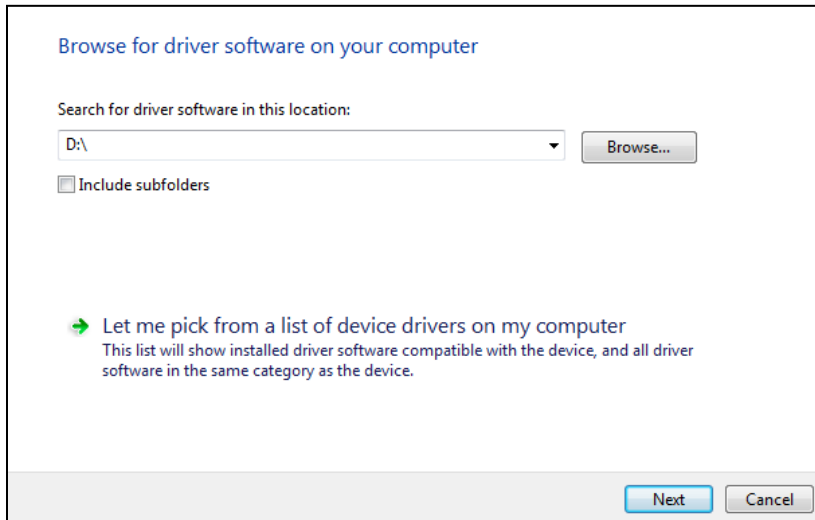 Browse for driver software on your computer
Search for driver software in this location:
D:\
Browse...
Include subfolders
Let me pick from a list of device drivers on my computer
This list will show installed driver software compatible with the device, and all driver
software in the same category as the device.
Next
Cancel